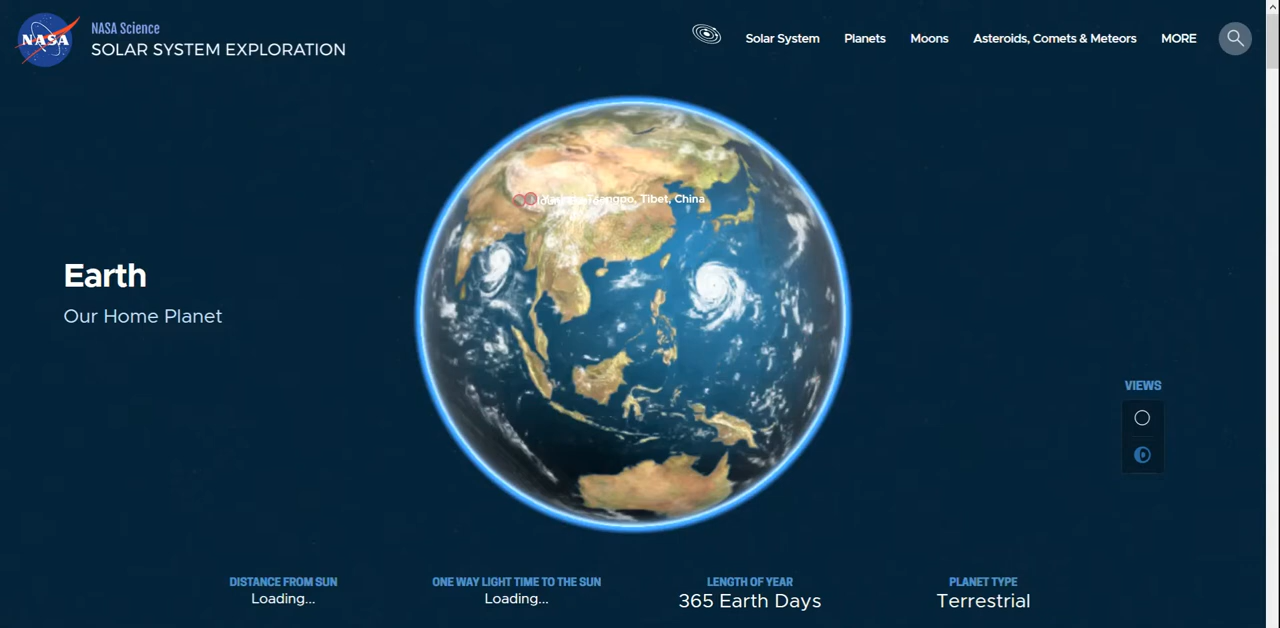 NASA
NASA Science
SOLAR SYSTEM EXPLORATION
Solar System
Planets
Moons
Asteroids, Comets & Meteors
MORE
Tsangpo, Tibet, China
Earth
Our Home Planet
VIEWS
DISTANCE FROM SUN
Loading...
ONE WAY LIGHT TIME TO THE SUN
Loading...
LENGTH OF YEAR
365 Earth Days
PLANET TYPE
Terrestrial